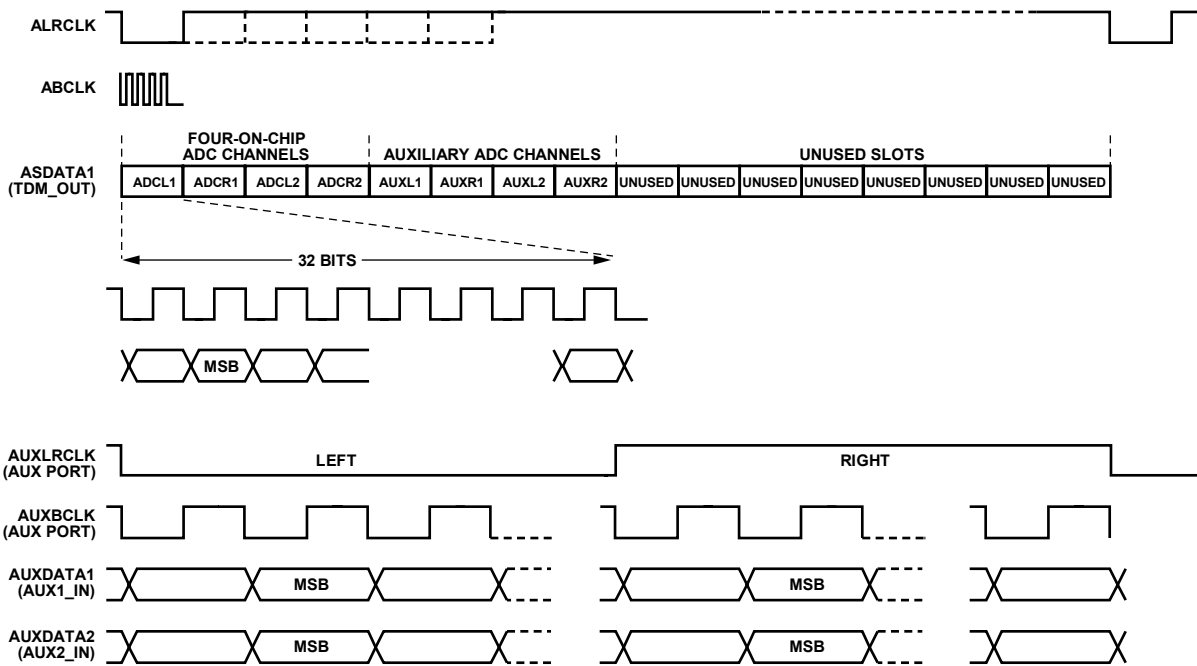 ALRCLK
ABCLK
FOUR-ON-CHIP
ADC CHANNELS
AUXILIARY ADC CHANNELS
UNUSED SLOTS
ASDATA1
(TDM_OUT)
ADCL1 ADCR1 ADCL2 ADCR2 AUXL1 AUXR1 AUXL2 AUXR2 UNUSED UNUSED UNUSED UNUSED UNUSED UNUSED UNUSED UNUSED
32 BITS
MSB
AUXLRCLK
(AUX PORT)
LEFT
RIGHT
AUXBCLK
(AUX PORT)
AUXDATA1
(AUX1_IN)
MSB
MSB
AUXDATA2
(AUX2_IN)
MSB
MSB